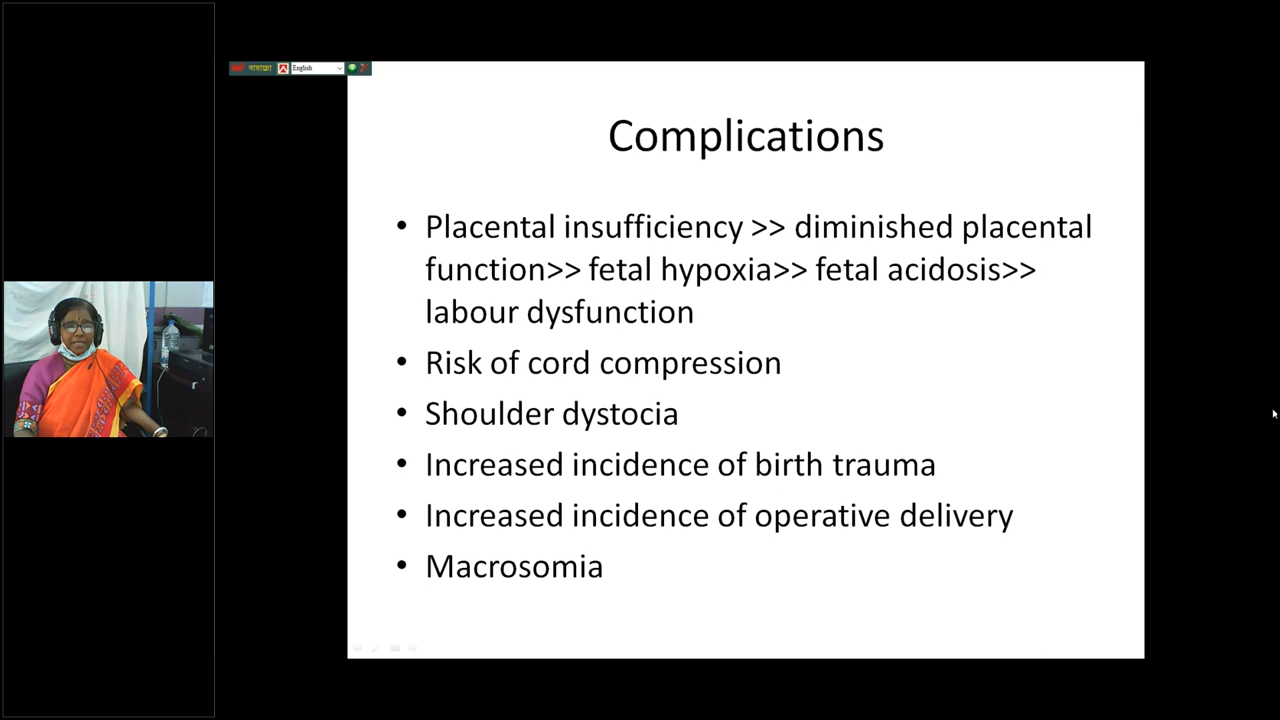 বায়ান্নো
English
Complications
• Placental insufficiency >> diminished placental
function>> fetal hypoxia>> fetal acidosis>>
labour dysfunction
• Risk of cord compression
• Shoulder dystocia
• Increased incidence of birth trauma
• Increased incidence of operative delivery
• Macrosomia